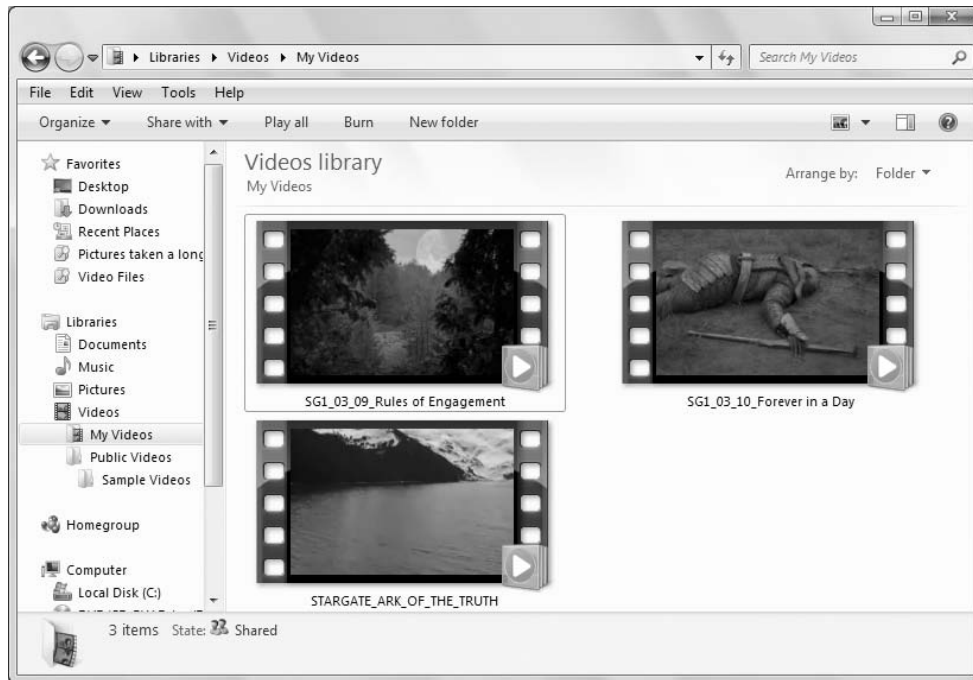 Libraries Videos My Videos
Search My Videos
File Edit View Tools Help
Organize Share with Play all Burn New folder
Favorites
Desktop
Downloads
Recent Places
Pictures taken a long
Video Files
Libraries
Documents
Music
Pictures
Videos
My Videos
Public Videos
Sample Videos
Homegroup
Computer
Local Disk (C:)
Videos library
My Videos
Arrange by: Folder
SG1_03_09_Rules of Engagement
SG1_03_10_Forever in a Day
STARGATE_ARK_OF_THE_TRUTH
3 items State: Shared